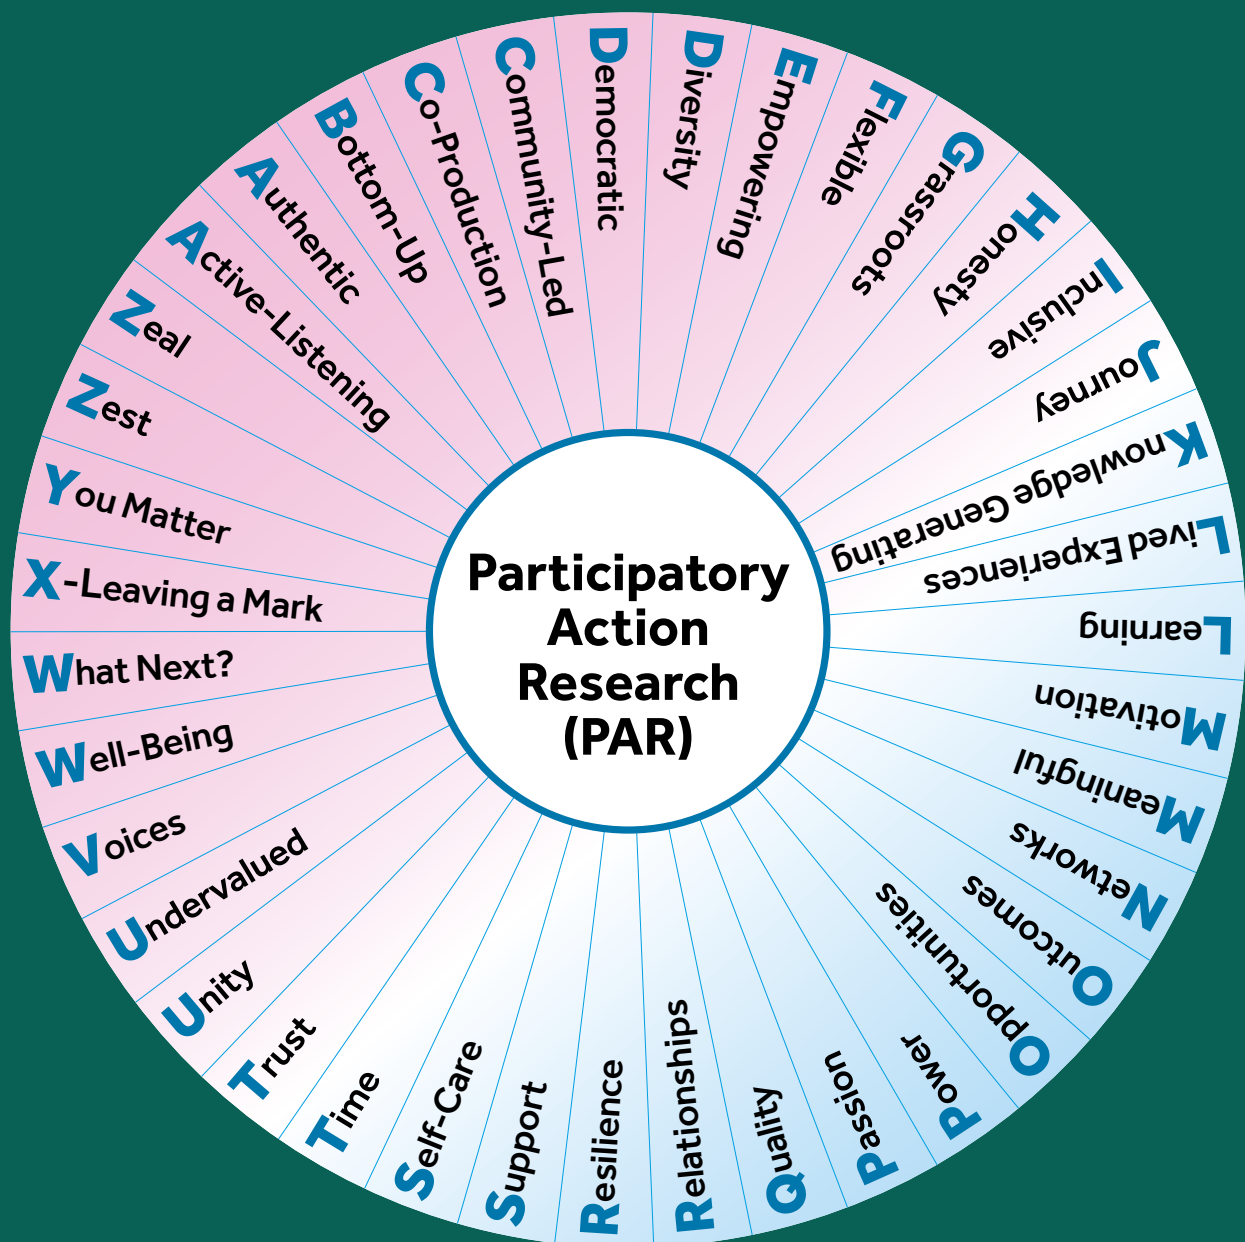 Participatory
Action
Research
(PAR)
Active-Listening
Authentic
Bottom-Up
Co-Production
Community-Led
Democratic
Diversity
Empowering
Flexible
Grassroots
Honesty
Inclusive
Journey
Knowledge Generating
Lived Experiences
Learning
Motivation
Meaningful
Networks
Outcomes
Opportunities
Power
Passion
Quality
Relationships
Resilience
Support
Self-Care
Time
Trust
Unity
Undervalued
Voices
Well-Being
What Next?
X-Leaving a Mark
You Matter
Zest
Zeal